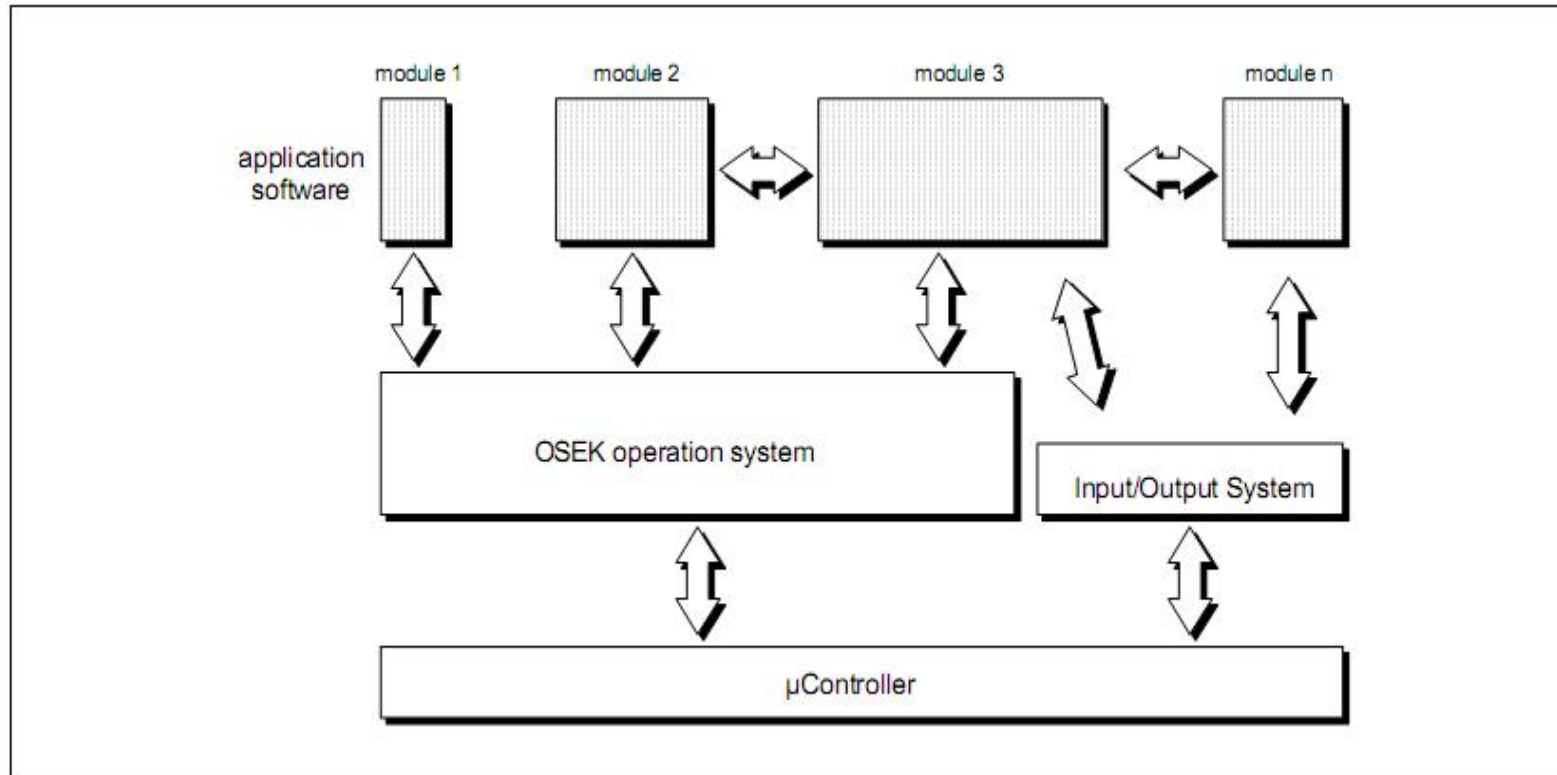 module 1
module 2
module 3
module n
application
software
OSEK operation system
Input/Output System
µController